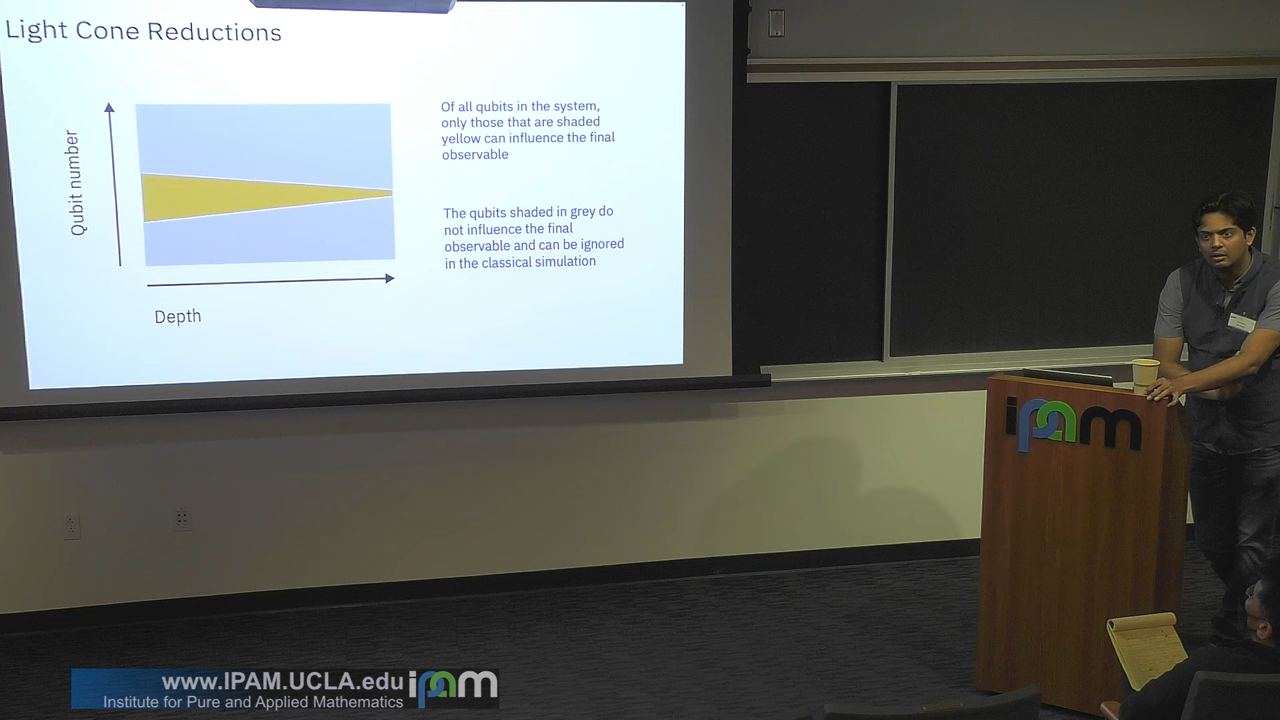 Light Cone Reductions
Qubit number
Depth
Of all qubits in the system,
only those that are shaded
yellow can influence the final
observable
The qubits shaded in grey do
not influence the final
observable and can be ignored
in the classical simulation
ipam
www.IPAM.UCLA.edu
Institute for Pure and Applied Mathematics
ipam